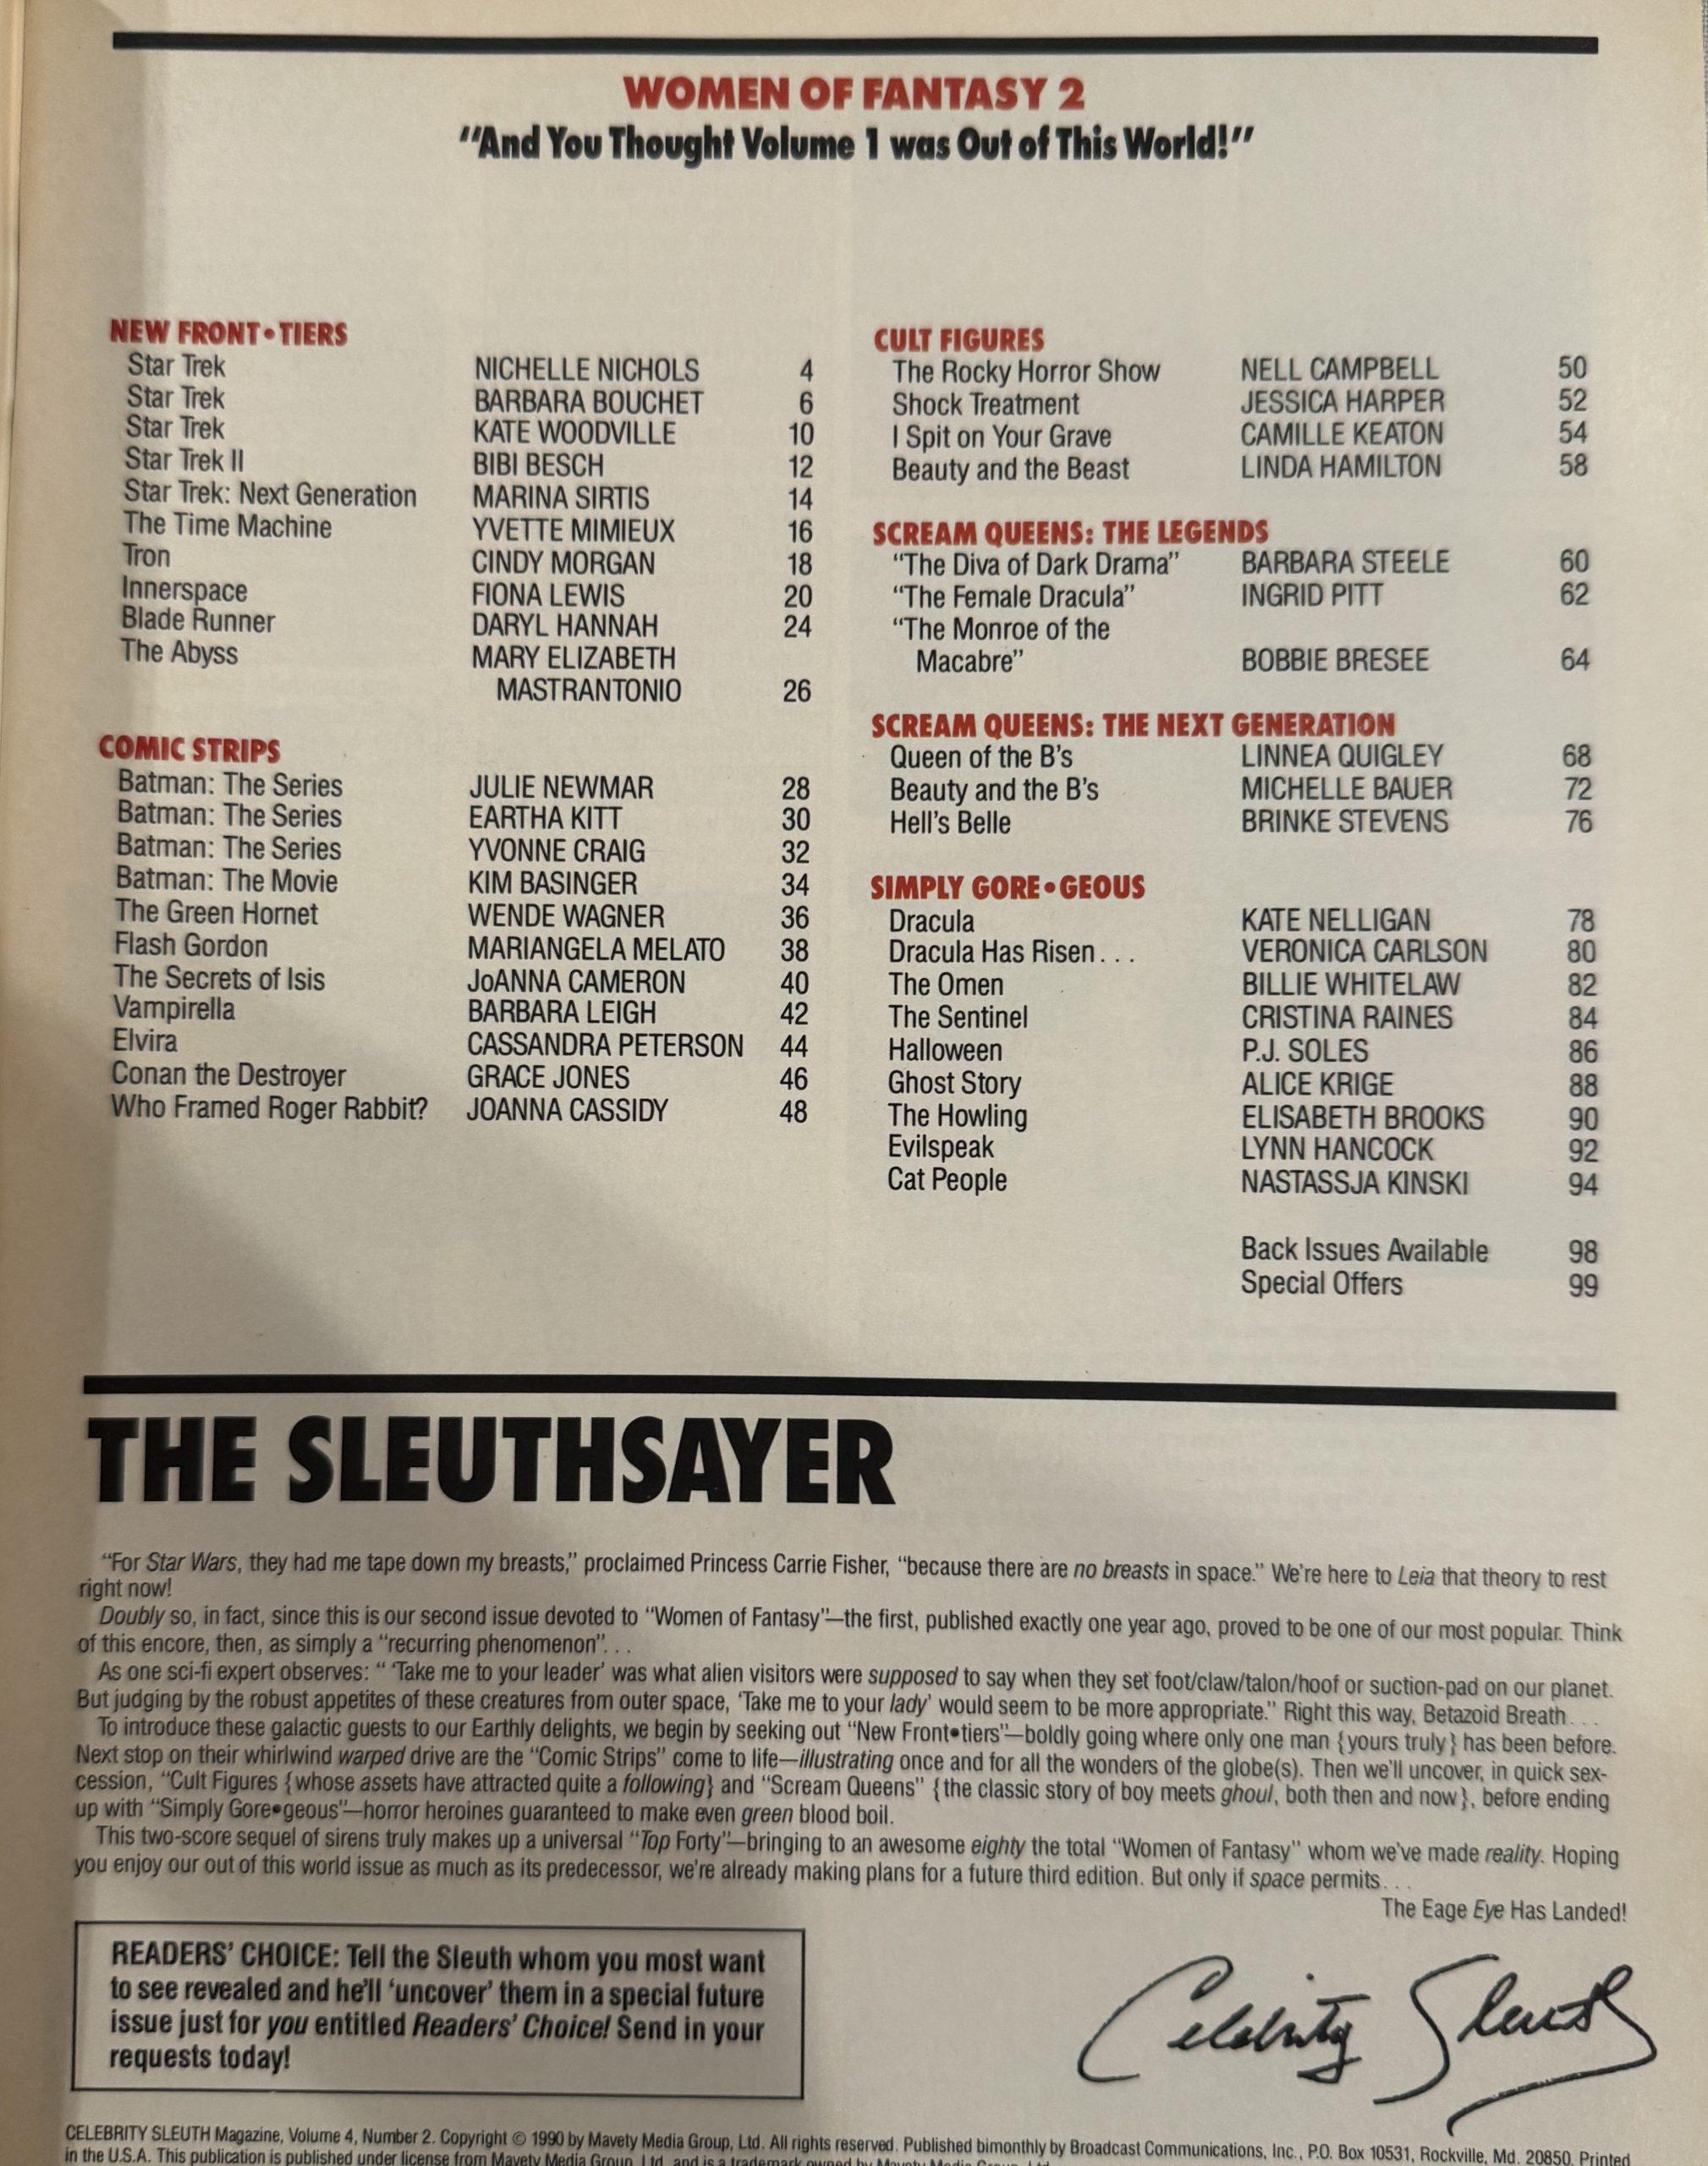 WOMEN OF FANTASY 2
"And You Thought Volume 1 was Out of This World!"
NEW FRONT•TIERS
Star Trek NICHELLE NICHOLS 4
Star Trek BARBARA BOUCHET 6
Star Trek KATE WOODVILLE 10
Star Trek II BIBI BESCH 12
Star Trek: Next Generation MARINA SIRTIS 14
The Time Machine YVETTE MIMIEUX 16
Tron CINDY MORGAN 18
Innerspace FIONA LEWIS 20
Blade Runner DARYL HANNAH 24
The Abyss MARY ELIZABETH
MASTRANTONIO 26
COMIC STRIPS
Batman: The Series JULIE NEWMAR 28
Batman: The Series EARTHA KITT 30
Batman: The Series YVONNE CRAIG 32
Batman: The Movie KIM BASINGER 34
The Green Hornet WENDE WAGNER 36
Flash Gordon MARIANGELA MELATO 38
The Secrets of Isis JoANNA CAMERON 40
Vampirella BARBARA LEIGH 42
Elvira CASSANDRA PETERSON 44
Conan the Destroyer GRACE JONES 46
Who Framed Roger Rabbit? JOANNA CASSIDY 48
CULT FIGURES
The Rocky Horror Show NELL CAMPBELL 50
Shock Treatment JESSICA HARPER 52
I Spit on Your Grave CAMILLE KEATON 54
Beauty and the Beast LINDA HAMILTON 58
SCREAM QUEENS: THE LEGENDS
"The Diva of Dark Drama" BARBARA STEELE 60
"The Female Dracula" INGRID PITT 62
"The Monroe of the
Macabre" BOBBIE BRESEE 64
SCREAM QUEENS: THE NEXT GENERATION
Queen of the B's LINNEA QUIGLEY 68
Beauty and the B's MICHELLE BAUER 72
Hell's Belle BRINKE STEVENS 76
SIMPLY GORE•GEOUS
Dracula KATE NELLIGAN 78
Dracula Has Risen . . . VERONICA CARLSON 80
The Omen BILLIE WHITELAW 82
The Sentinel CRISTINA RAINES 84
Halloween P.J. SOLES 86
Ghost Story ALICE KRIGE 88
The Howling ELISABETH BROOKS 90
Evilspeak LYNN HANCOCK 92
Cat People NASTASSJA KINSKI 94
Back Issues Available 98
Special Offers 99
THE SLEUTHSAYER
"For Star Wars, they had me tape down my breasts," proclaimed Princess Carrie Fisher, "because there are no breasts in space." We're here to Leia that theory to rest
right now!
Doubly so, in fact, since this is our second issue devoted to "Women of Fantasy"—the first, published exactly one year ago, proved to be one of our most popular. Think
of this encore, then, as simply a "recurring phenomenon". . .
As one sci-fi expert observes: " 'Take me to your leader' was what alien visitors were supposed to say when they set foot/claw/talon/hoof or suction-pad on our planet.
But judging by the robust appetites of these creatures from outer space, 'Take me to your lady' would seem to be more appropriate." Right this way, Betazoid Breath . . .
To introduce these galactic guests to our Earthly delights, we begin by seeking out "New Front•tiers"—boldly going where only one man {yours truly} has been before.
Next stop on their whirlwind warped drive are the "Comic Strips" come to life—illustrating once and for all the wonders of the globe(s). Then we'll uncover, in quick sex-
cession, "Cult Figures {whose assets have attracted quite a following} and "Scream Queens" {the classic story of boy meets ghoul, both then and now}, before ending
up with "Simply Gore•geous"—horror heroines guaranteed to make even green blood boil.
This two-score sequel of sirens truly makes up a universal "Top Forty"—bringing to an awesome eighty the total "Women of Fantasy" whom we've made reality. Hoping
you enjoy our out of this world issue as much as its predecessor, we're already making plans for a future third edition. But only if space permits. . .
The Eage Eye Has Landed!
READERS' CHOICE: Tell the Sleuth whom you most want
to see revealed and he'll 'uncover' them in a special future
issue just for you entitled Readers' Choice! Send in your
requests today!
Celebrity Sleuth
CELEBRITY SLEUTH Magazine, Volume 4, Number 2. Copyright © 1990 by Mavety Media Group, Ltd. All rights reserved. Published bimonthly by Broadcast Communications, Inc., P.O. Box 10531, Rockville, Md. 20850. Printed
in the U.S.A. This publication is published under license from Mavety Media Group, Ltd. and is a trademark owned by Mavety Media Group